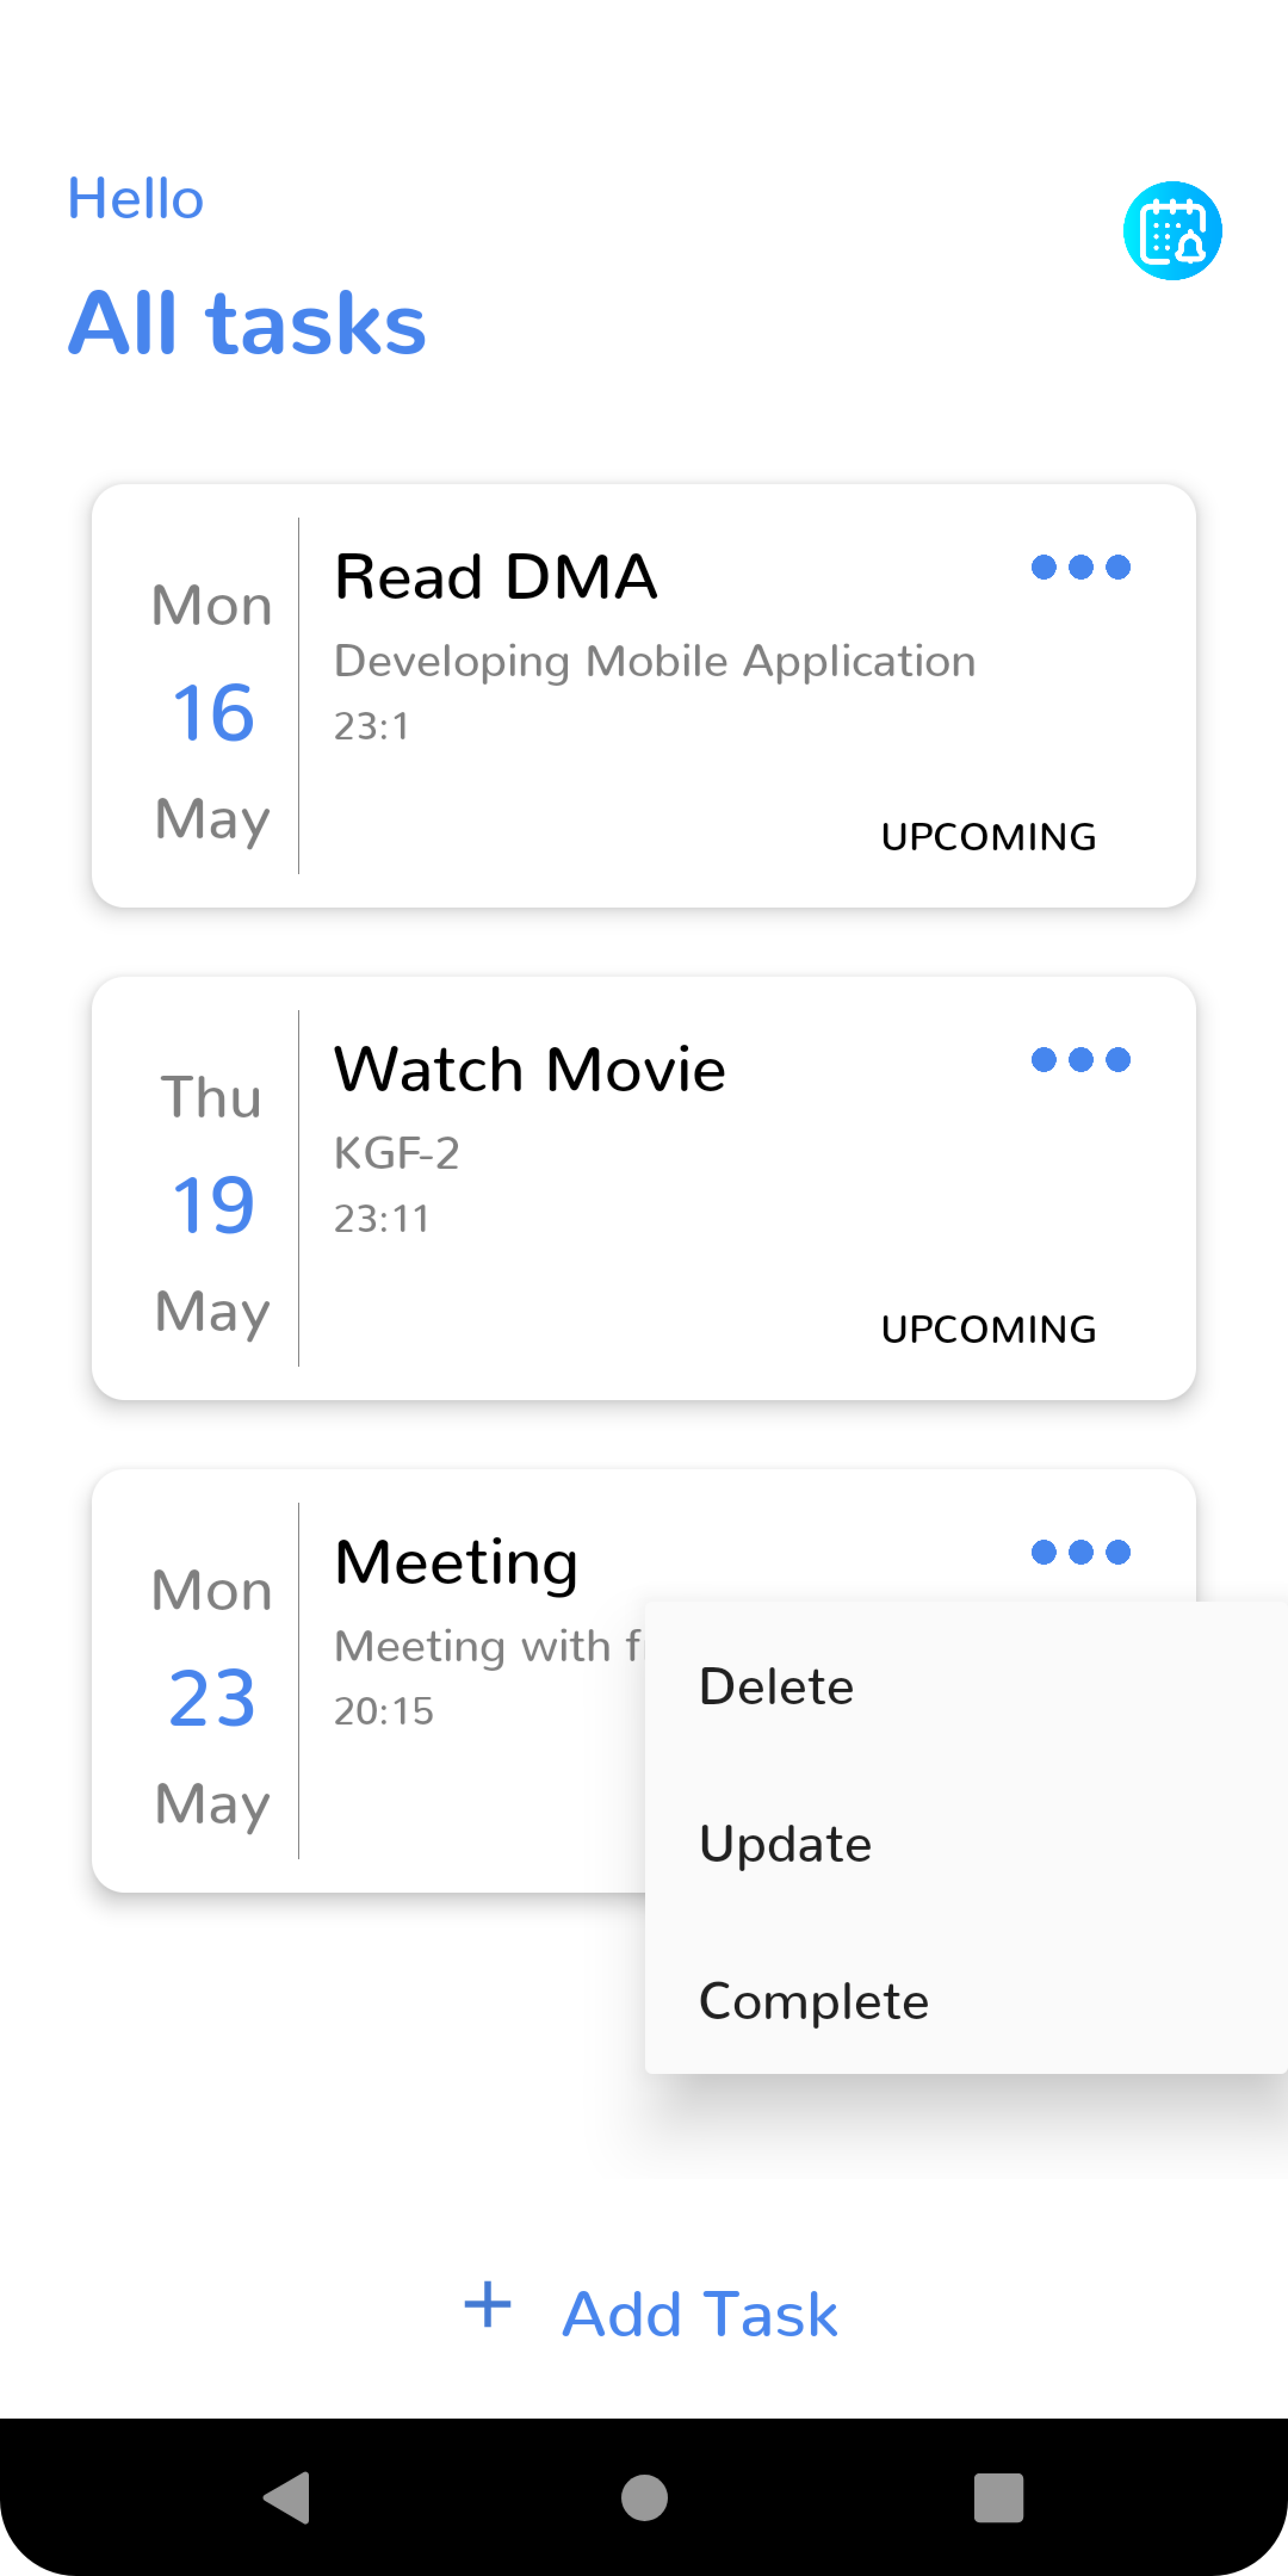 Hello
All tasks
Mon
16
May
Read DMA
Developing Mobile Application
23:1
UPCOMING
Thu
19
May
Watch Movie
KGF-2
23:11
UPCOMING
Mon
23
May
Meeting
Meeting with
20:15
Delete
Update
Complete
+ Add Task